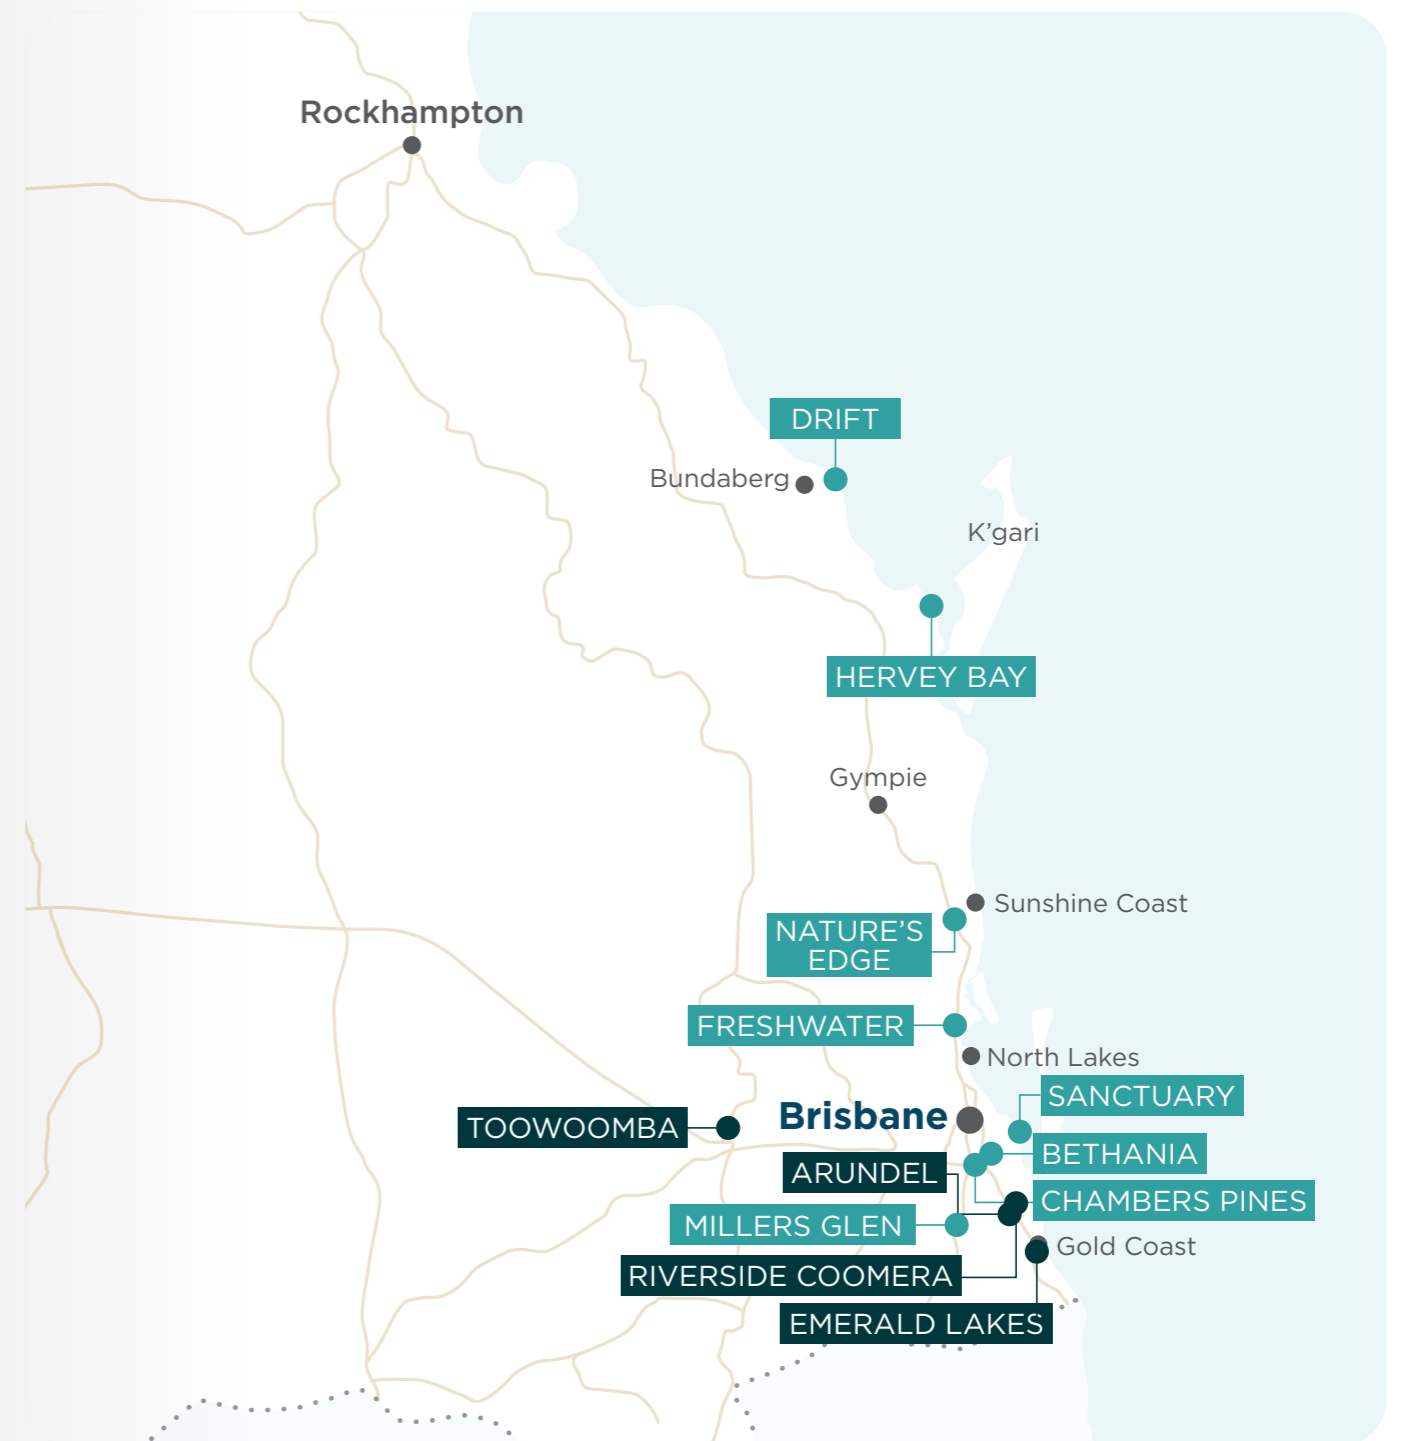 Rockhampton
DRIFT
Bundaberg
K'gari
HERVEY BAY
Gympie
Sunshine Coast
NATURE'S
EDGE
FRESHWATER
North Lakes
SANCTUARY
Brisbane
TOOWOOMBA
BETHANIA
ARUNDEL
CHAMBERS PINES
MILLERS GLEN
Gold Coast
RIVERSIDE COOMERA
EMERALD LAKES